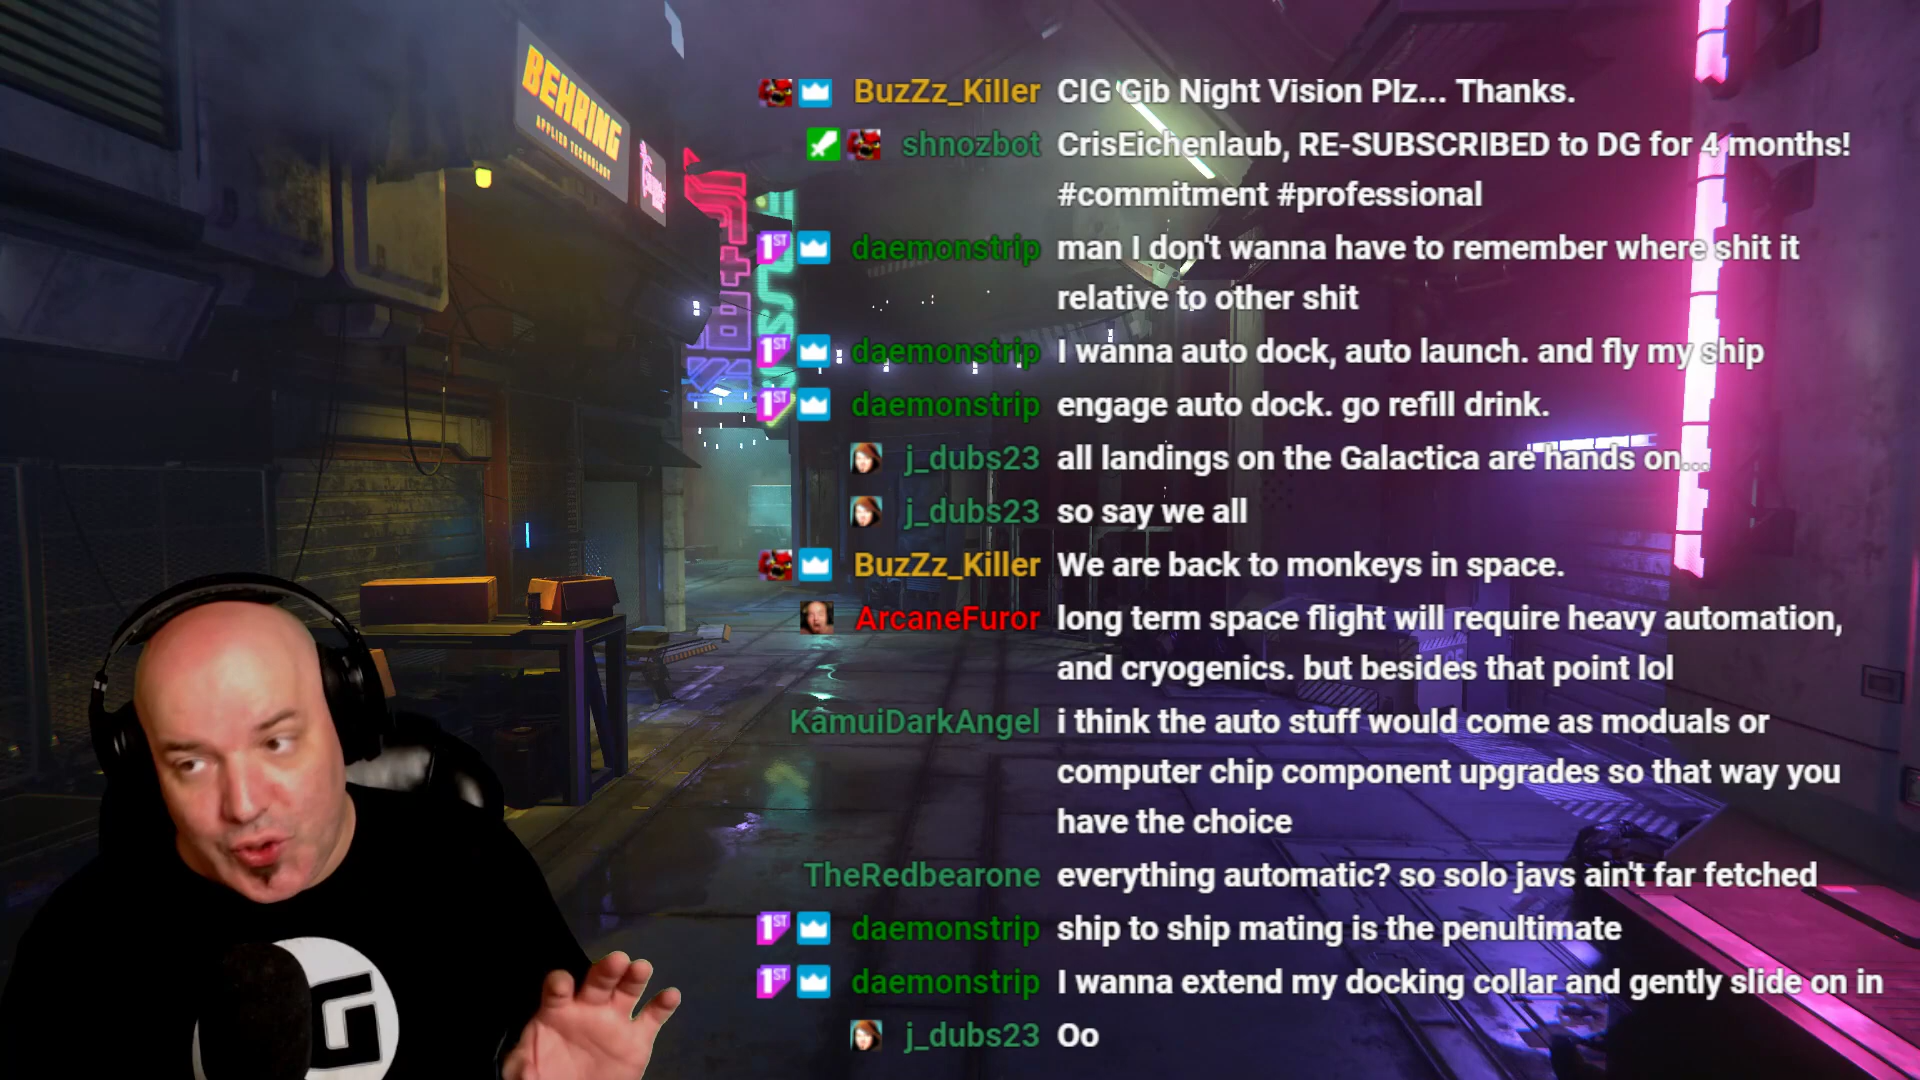 BEHRING
APPLIED TECHNOLOGY
BuzZz_Killer CIG Gib Night Vision Plz... Thanks.
shnozbot CrisEichenlaub, RE-SUBSCRIBED to DG for 4 months!
#commitment #professional
1ST daemonstrip man I don't wanna have to remember where shit it
relative to other shit
1ST daemonstrip I wanna auto dock, auto launch. and fly my ship
1ST daemonstrip engage auto dock. go refill drink.
j_dubs23 all landings on the Galactica are hands on...
j_dubs23 so say we all
BuzZz_Killer We are back to monkeys in space.
ArcaneFuror long term space flight will require heavy automation,
and cryogenics. but besides that point lol
KamuiDarkAngel i think the auto stuff would come as moduals or
computer chip component upgrades so that way you
have the choice
TheRedbearone everything automatic? so solo javs ain't far fetched
1ST daemonstrip ship to ship mating is the penultimate
1ST daemonstrip I wanna extend my docking collar and gently slide on in
j_dubs23 Oo